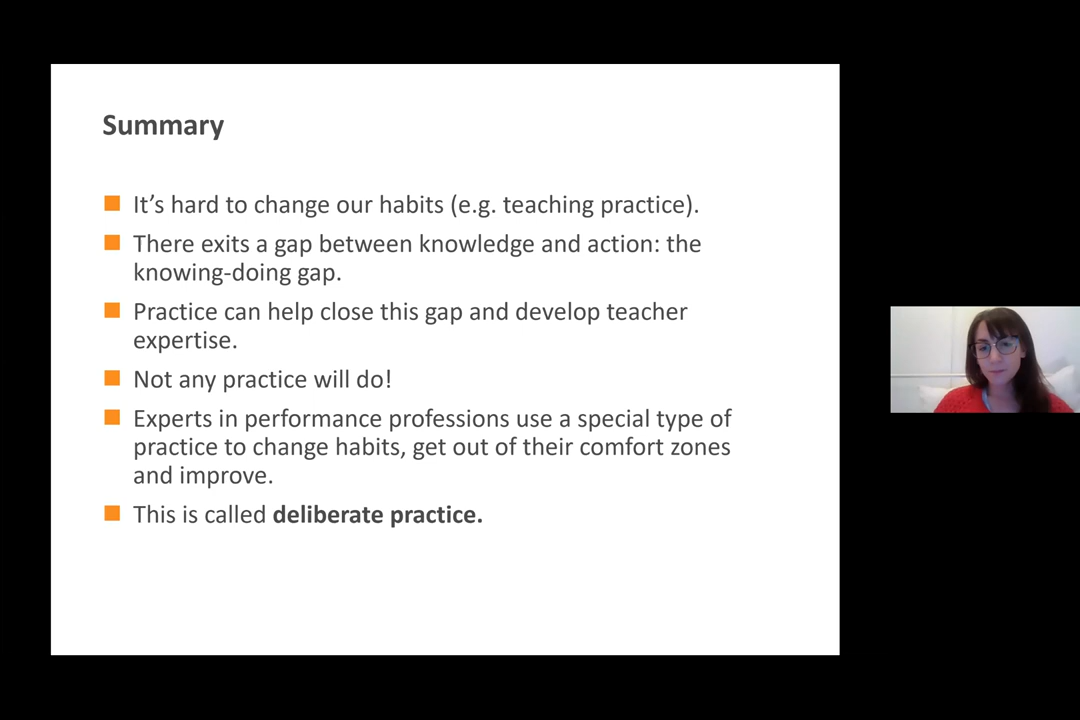 Summary
It’s hard to change our habits (e.g. teaching practice).
There exits a gap between knowledge and action: the
knowing-doing gap.
Practice can help close this gap and develop teacher
expertise.
Not any practice will do!
Experts in performance professions use a special type of
practice to change habits, get out of their comfort zones
and improve.
This is called deliberate practice.